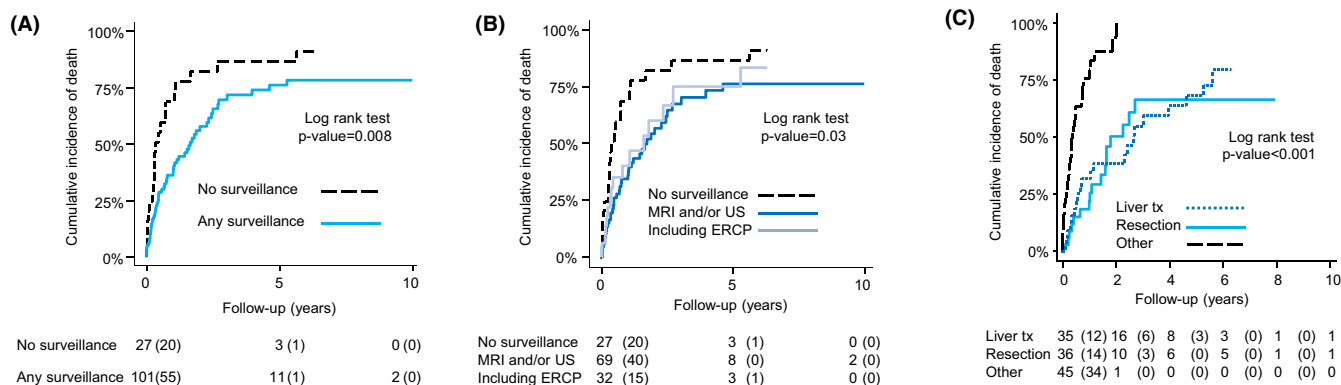 (A)
Cumulative incidence of death
100%
75%
50%
25%
0%
Log rank test
p-value=0.008
No surveillance
Any surveillance
0 5 10
Follow-up (years)
No surveillance 27 (20) 3 (1) 0 (0)
Any surveillance 101(55) 11(1) 2 (0)
(B)
Cumulative incidence of death
100%
75%
50%
25%
0%
Log rank test
p-value=0.03
No surveillance
MRI and/or US
Including ERCP
0 5 10
Follow-up (years)
No surveillance 27 (20) 3 (1) 0 (0)
MRI and/or US 69 (40) 8 (0) 2 (0)
Including ERCP 32 (15) 3 (1) 0 (0)
(C)
Cumulative incidence of death
100%
75%
50%
25%
0%
Log rank test
p-value<0.001
Liver tx
Resection
Other
0 2 4 6 8 10
Follow-up (years)
Liver tx 35 (12) 16 (6) 8 (3) 3 (0) 1 (0) 1
Resection 36 (14) 10 (3) 6 (0) 5 (0) 1 (0) 1
Other 45 (34) 1 (0) 0 (0) 0 (0) 0 (0) 0